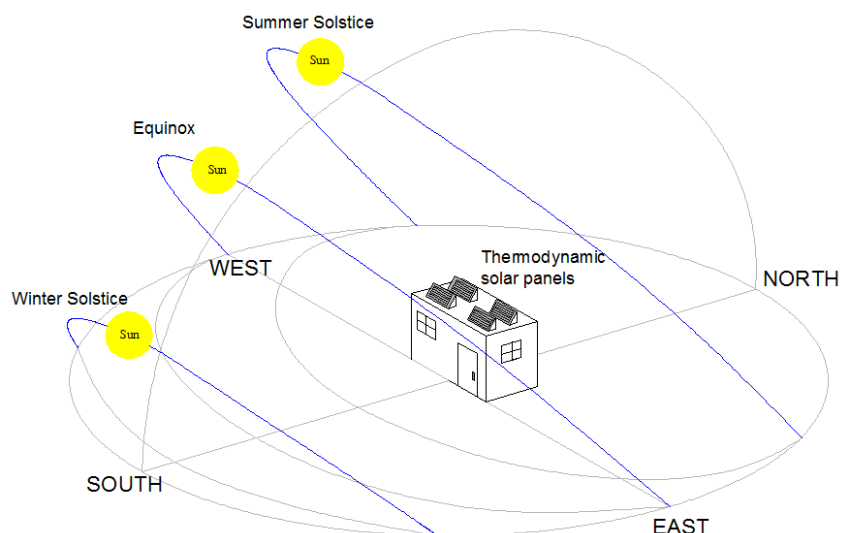 Summer Solstice
Sun
Equinox
Sun
Thermodynamic
solar panels
WEST
NORTH
Winter Solstice
Sun
SOUTH
EAST